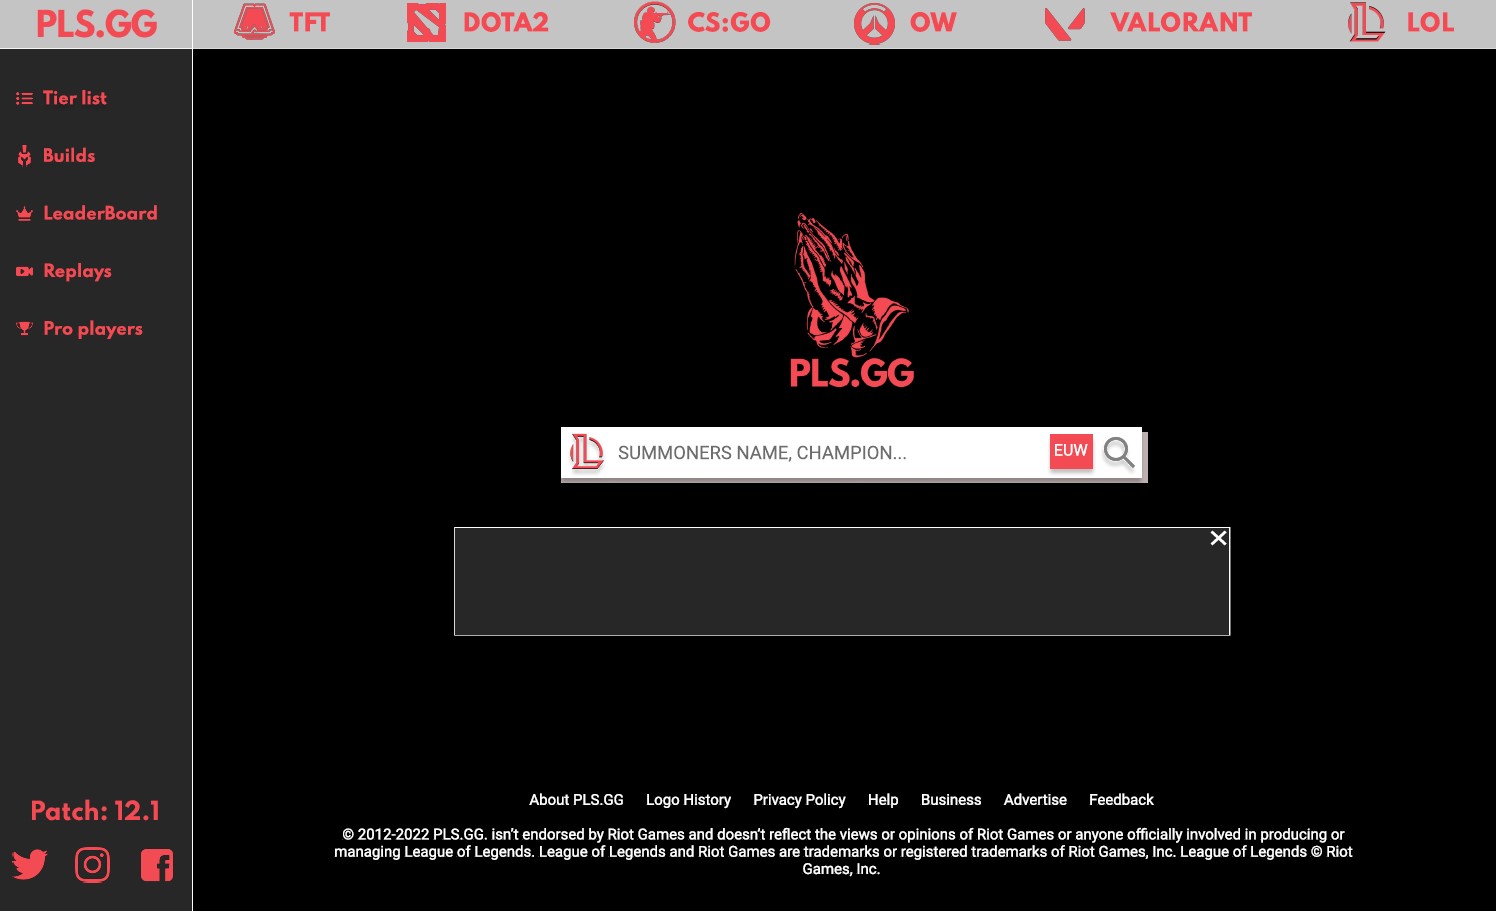 PLS.GG
TFT
DOTA2
CS:GO
OW
VALORANT
LOL
Tier list
Builds
LeaderBoard
Replays
Pro players
PLS.GG
SUMMONERS NAME, CHAMPION...
EUW
Patch: 12.1
About PLS.GG Logo History Privacy Policy Help Business Advertise Feedback
© 2012-2022 PLS.GG. isn't endorsed by Riot Games and doesn't reflect the views or opinions of Riot Games or anyone officially involved in producing or
managing League of Legends. League of Legends and Riot Games are trademarks or registered trademarks of Riot Games, Inc. League of Legends © Riot
Games, Inc.